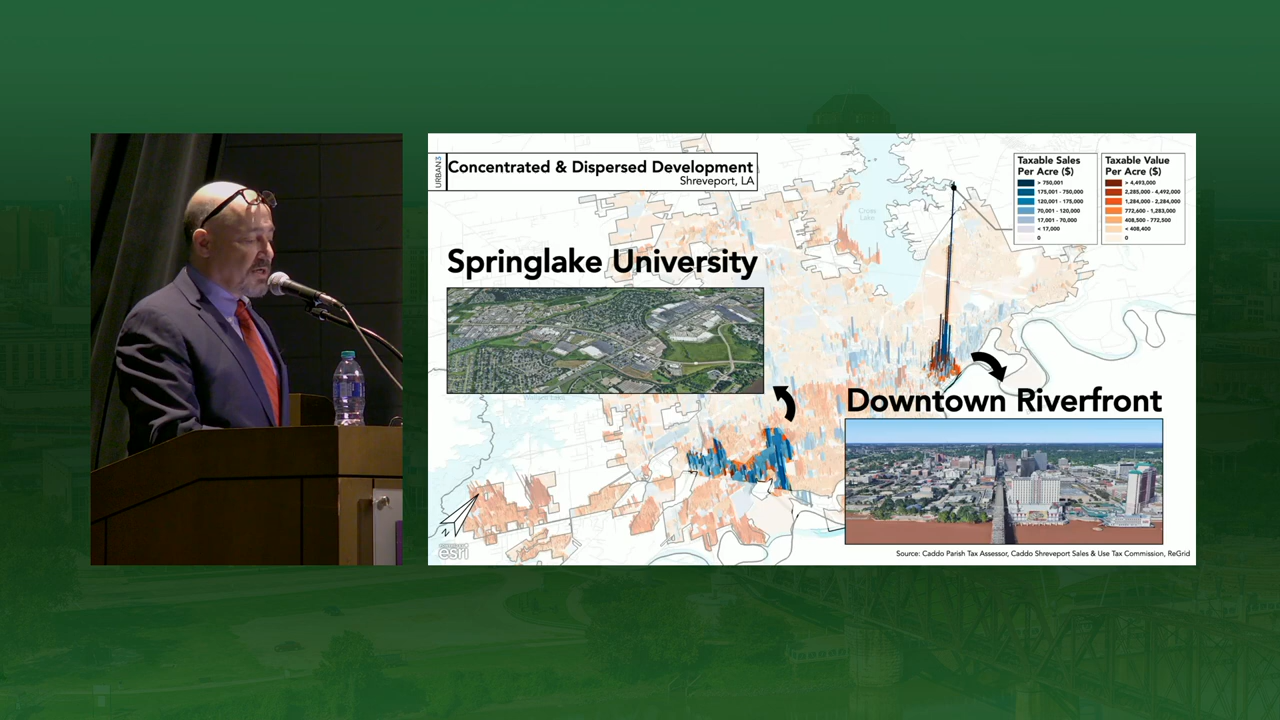 URBAN3
Concentrated & Dispersed Development
Shreveport, LA
Springlake University
Cross
Lake
Taxable Sales
Per Acre ($)
> 750,001
175,001 - 750,000
120,001 - 175,000
70,001 - 120,000
17,001 - 70,000
< 17,000
0
Taxable Value
Per Acre ($)
> 4,493,000
2,285,000 - 4,492,000
1,284,000 - 2,284,000
772,600 - 1,283,000
408,500 - 772,500
< 408,400
0
Downtown Riverfront
esri
Source: Caddo Parish Tax Assessor, Caddo Shreveport Sales & Use Tax Commission, ReGrid